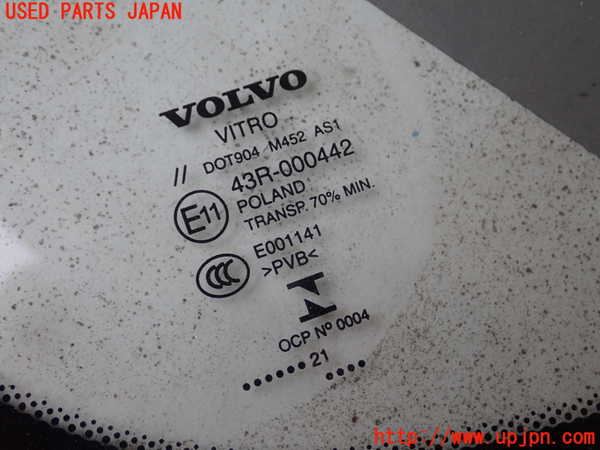 USED PARTS JAPAN
VOLVO
VITRO
// DOT904 M452 AS1
E11 43R-000442
POLAND
TRANSP. 70% MIN.
CCC E001141
>PVB<
OCP Nº 0004
...... 21 ....
http://www.upjpn.com